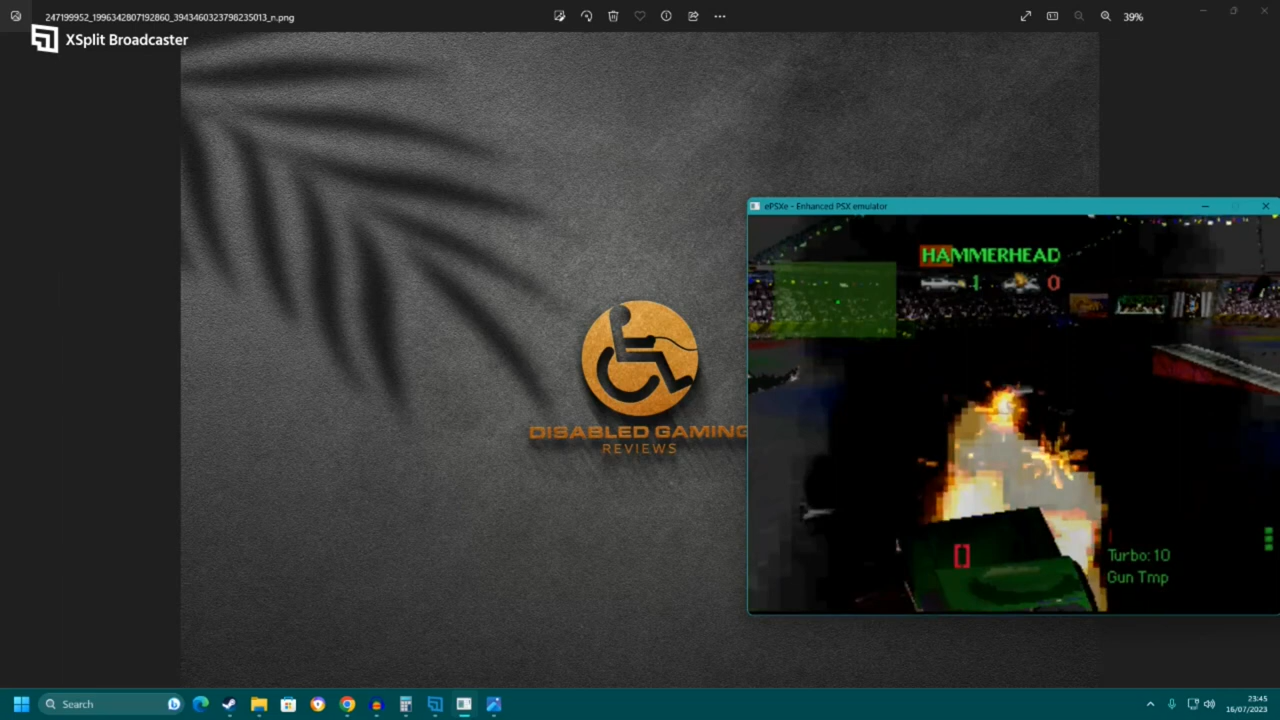 247199952_1996342807192860_3943460323798235013_n.png
39%
XSplit Broadcaster
ePSXe - Enhanced PSX emulator
HAMMERHEAD
1 0
DISABLED GAMING
REVIEWS
Turbo: 10
Gun Tmp
Search
23:45
16/07/2023